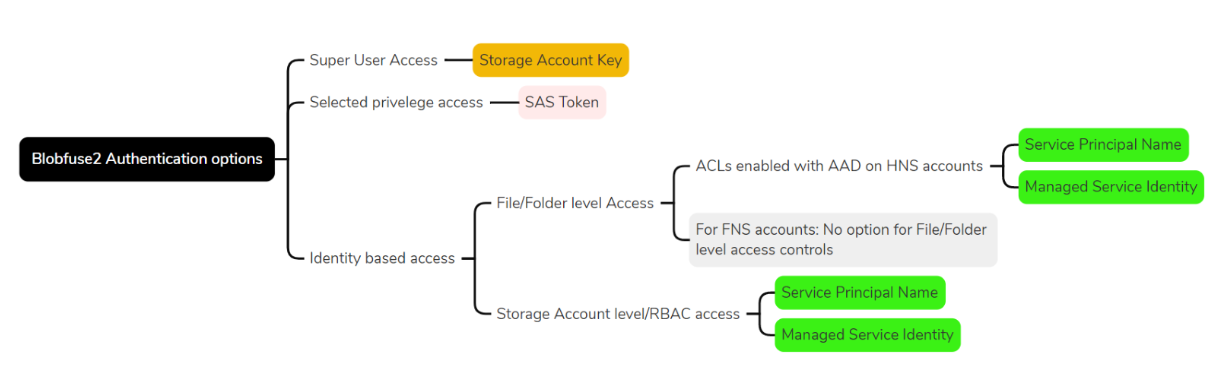 Super User Access
Storage Account Key
Selected privelege access
SAS Token
Blobfuse2 Authentication options
Service Principal Name
ACLs enabled with AAD on HNS accounts
Managed Service Identity
File/Folder level Access
For FNS accounts: No option for File/Folder
level access controls
Identity based access
Service Principal Name
Storage Account level/RBAC access
Managed Service Identity